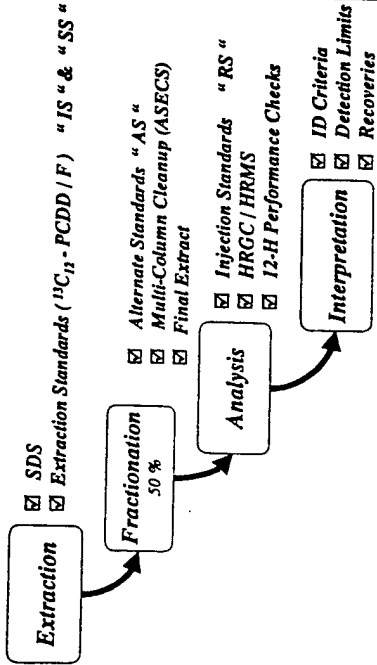 Extraction
☑ SDS
☑ Extraction Standards ( ¹³C₁₂ - PCDD / F )  “ IS “ & “ SS “
Fractionation
50 %
☑ Alternate Standards “ AS “
☑ Multi-Column Cleanup (ASECS)
☑ Final Extract
Analysis
☑ Injection Standards “ RS “
☑ HRGC / HRMS
☑ 12-H Performance Checks
Interpretation
☑ ID Criteria
☑ Detection Limits
☑ Recoveries